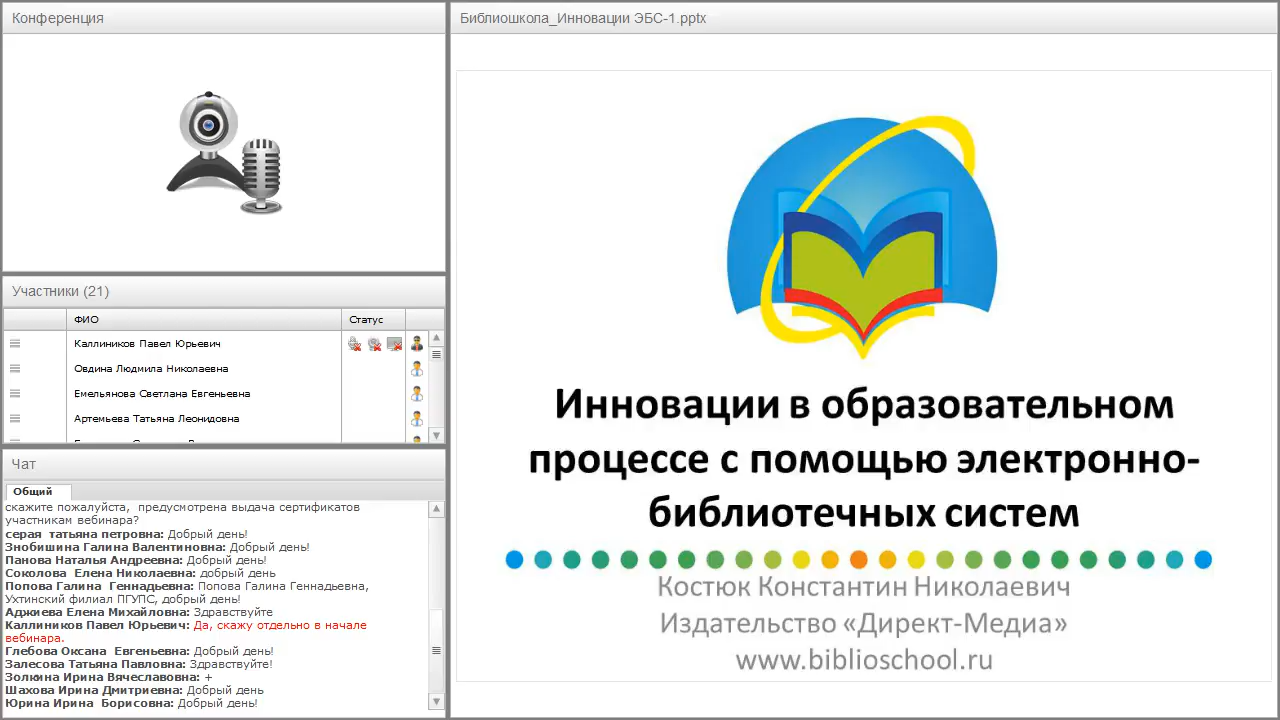 Конференция
Участники (21)
ФИО
Статус
Каллиников Павел Юрьевич
Овдина Людмила Николаевна
Емельянова Светлана Евгеньевна
Артемьева Татьяна Леонидовна
Чат
Общий
скажите пожалуйста, предусмотрена выдача сертификатов
участникам вебинара?
серая татьяна петровна: Добрый день!
Знобишина Галина Валентиновна: Добрый день!
Панова Наталья Андреевна: Добрый день!
Соколова Елена Николаевна: добрый день
Попова Галина Геннадьевна: Попова Галина Геннадьевна,
Ухтинский филиал ПГУПС, добрый день!
Аджиева Елена Михайловна: Здравствуйте
Каллиников Павел Юрьевич: Да, скажу отдельно в начале
вебинара.
Глебова Оксана Евгеньевна: Добрый день!
Залесова Татьяна Павловна: Здравствуйте!
Золкина Ирина Вячеславовна: +
Шахова Ирина Дмитриевна: Добрый день
Юрина Ирина Борисовна: Добрый день!
Библиошкола_Инновации ЭБС-1.pptx
Инновации в образовательном
процессе с помощью электронно-
библиотечных систем
Костюк Константин Николаевич
Издательство «Директ-Медиа»
www.biblioschool.ru